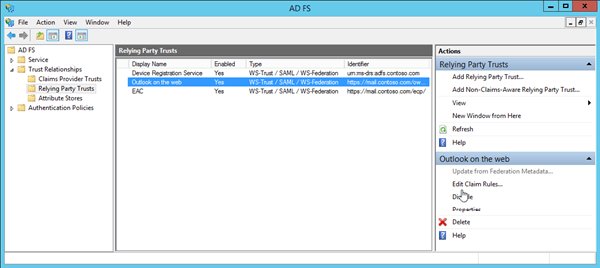 AD FS
File Action View Window Help
AD FS
Service
Trust Relationships
Claims Provider Trusts
Relying Party Trusts
Attribute Stores
Authentication Policies
Relying Party Trusts
Display Name Enabled Type Identifier
Device Registration Service Yes WS-Trust / SAML / WS-Federation urn:ms-drs:adfs.contoso.com
Outlook on the web Yes WS-Trust / SAML / WS-Federation https://mail.contoso.com/ow...
EAC Yes WS-Trust / SAML / WS-Federation https://mail.contoso.com/ecp/
Actions
Relying Party Trusts
Add Relying Party Trust...
Add Non-Claims-Aware Relying Party Trust...
View
New Window from Here
Refresh
Help
Outlook on the web
Update from Federation Metadata...
Edit Claim Rules...
Properties
Delete
Help